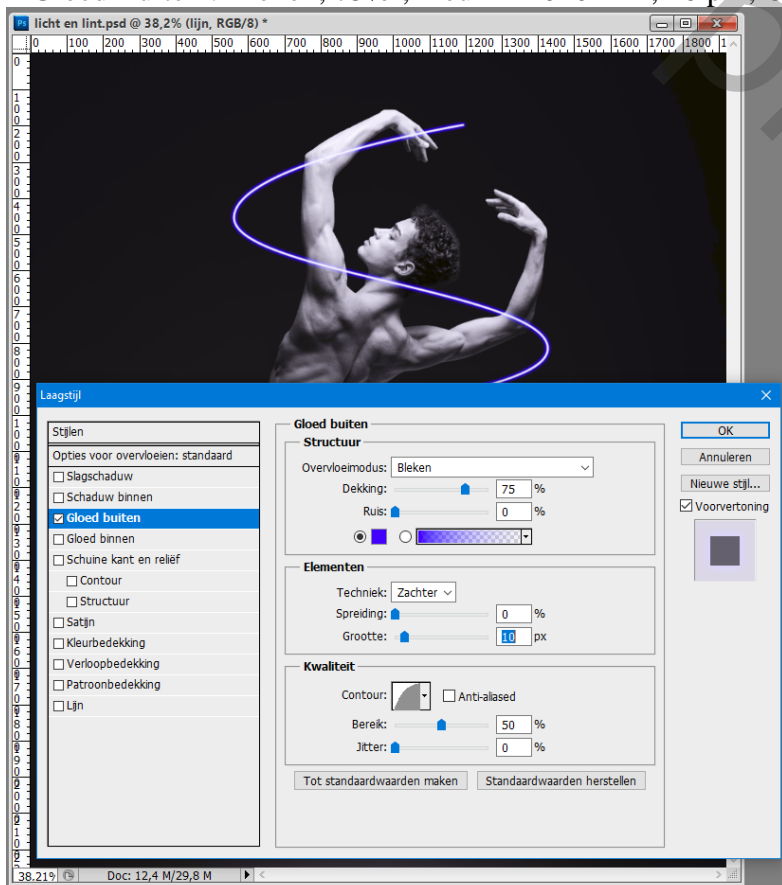 licht en lint.psd @ 38,2% (lijn, RGB/8) *
0 100 200 300 400 500 600 700 800 900 1000 1100 1200 1300 1400 1500 1600 1700 1800
Laagstijl
Stijlen
Opties voor overvloeien: standaard
Slagschaduw
Schaduw binnen
Gloed buiten
Gloed binnen
Schuine kant en reliëf
Contour
Structuur
Satijn
Kleurbedekking
Verloopbedekking
Patroonbedekking
Lijn
Gloed buiten
Structuur
Overvloeimodus: Bleken
Dekking: 75 %
Ruis: 0 %
Elementen
Techniek: Zachter
Spreiding: 0 %
Grootte: 10 px
Kwaliteit
Contour: Anti-aliased
Bereik: 50 %
Jitter: 0 %
Tot standaardwaarden maken Standaardwaarden herstellen
OK
Annuleren
Nieuwe stijl...
Voorvertoning
38.21% Doc: 12,4 M/29,8 M